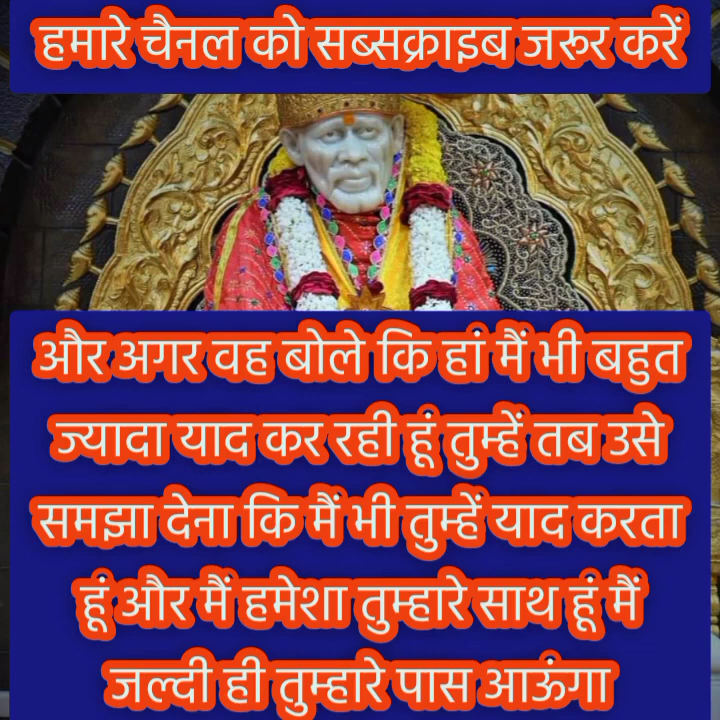 हमारे चैनल को सब्सक्राइब जरूर करें
और अगर वह बोले कि हां मैं भी बहुत
ज्यादा याद कर रही हूं तुम्हें तब उसे
समझा देना कि मैं भी तुम्हें याद करता
हूं और मैं हमेशा तुम्हारे साथ हूं मैं
जल्दी ही तुम्हारे पास आऊंगा